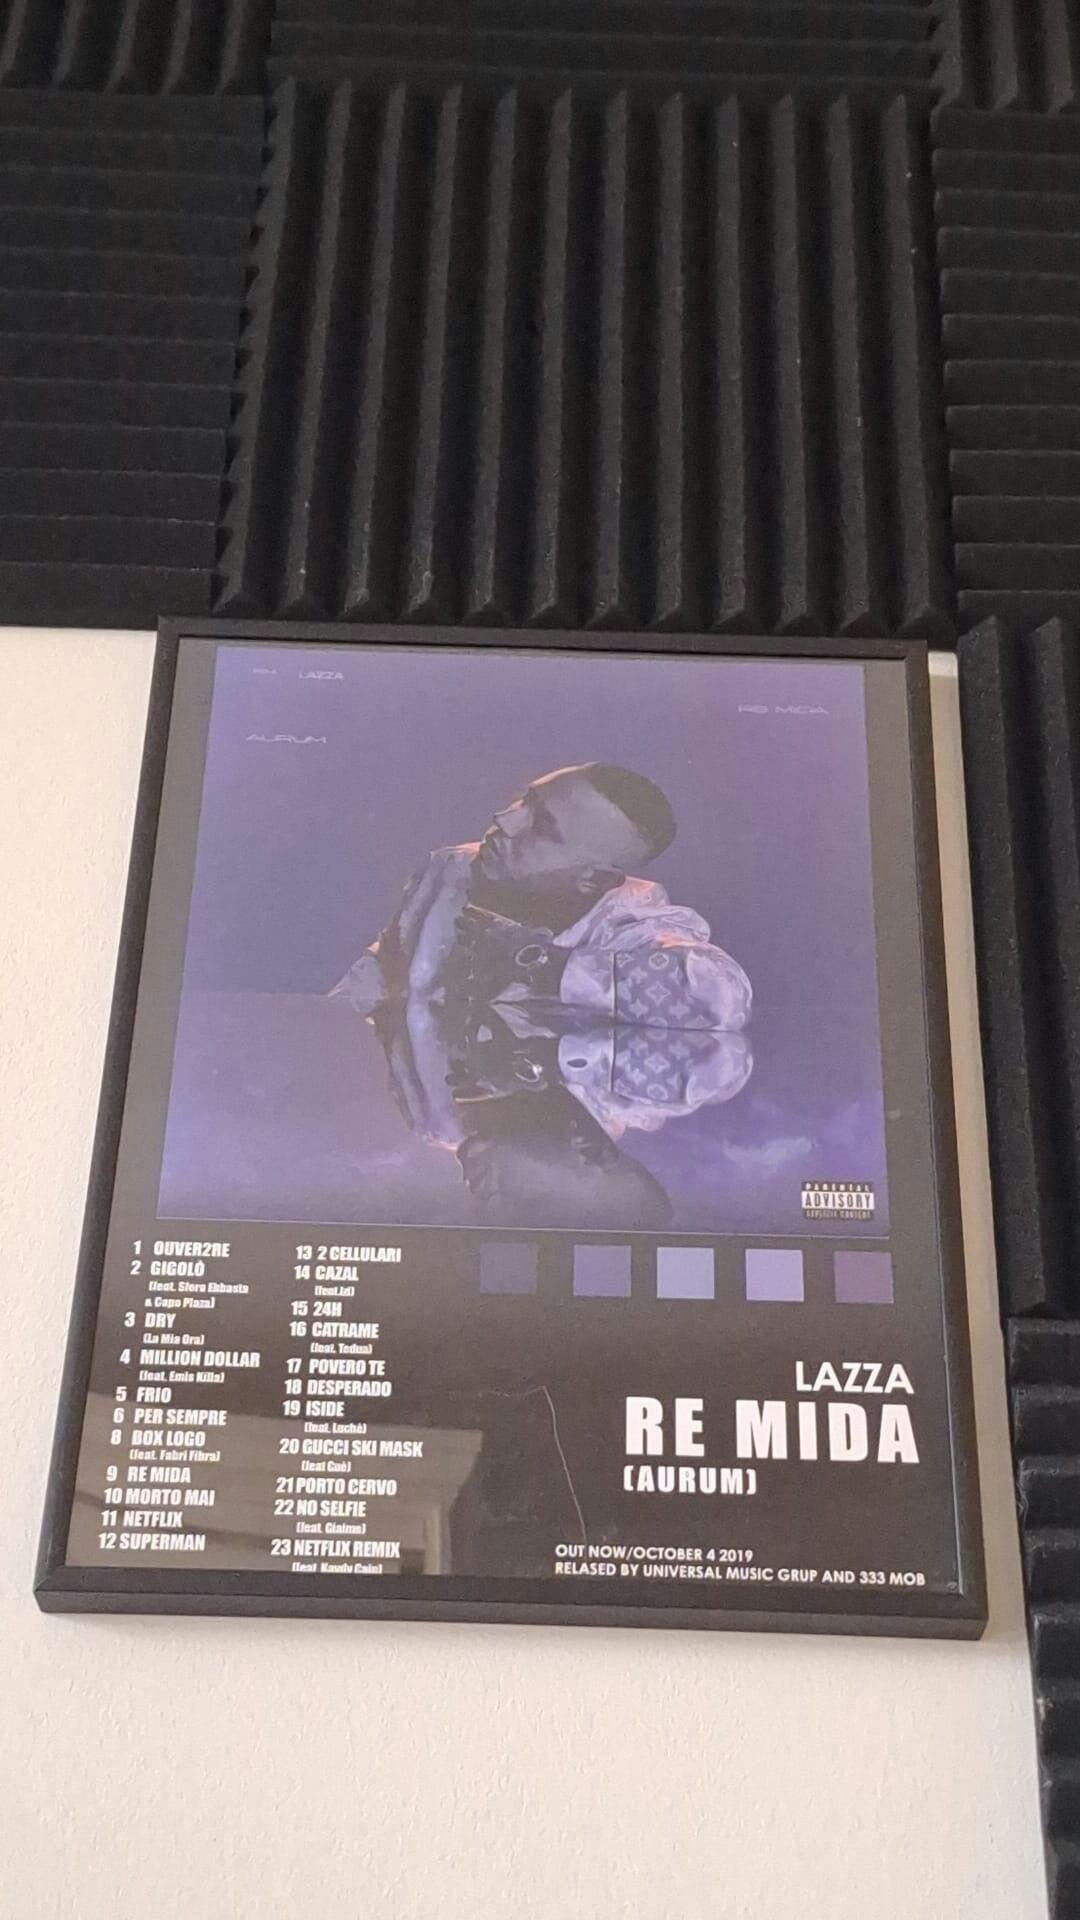 LAZZA
RE MIDA
AURUM
PARENTAL
ADVISORY
EXPLICIT CONTENT
1 OUVER2RE
2 GIGOLÒ
(feat. Sfera Ebbasta
& Capo Plaza)
3 DRY
(La Mia Ora)
4 MILLION DOLLAR
(feat. Emis Killa)
5 FRIO
6 PER SEMPRE
8 BOX LOGO
(feat. Fabri Fibra)
9 RE MIDA
10 MORTO MAI
11 NETFLIX
12 SUPERMAN
13 2 CELLULARI
14 CAZAL
(feat.Izi)
15 24H
16 CATRAME
(feat. Tedua)
17 POVERO TE
18 DESPERADO
19 ISIDE
(feat. Luchè)
20 GUCCI SKI MASK
(feat Guè)
21 PORTO CERVO
22 NO SELFIE
(feat. Giaime)
23 NETFLIX REMIX
(feat. Kaydy Cain)
LAZZA
RE MIDA
(AURUM)
OUT NOW/OCTOBER 4 2019
RELASED BY UNIVERSAL MUSIC GRUP AND 333 MOB